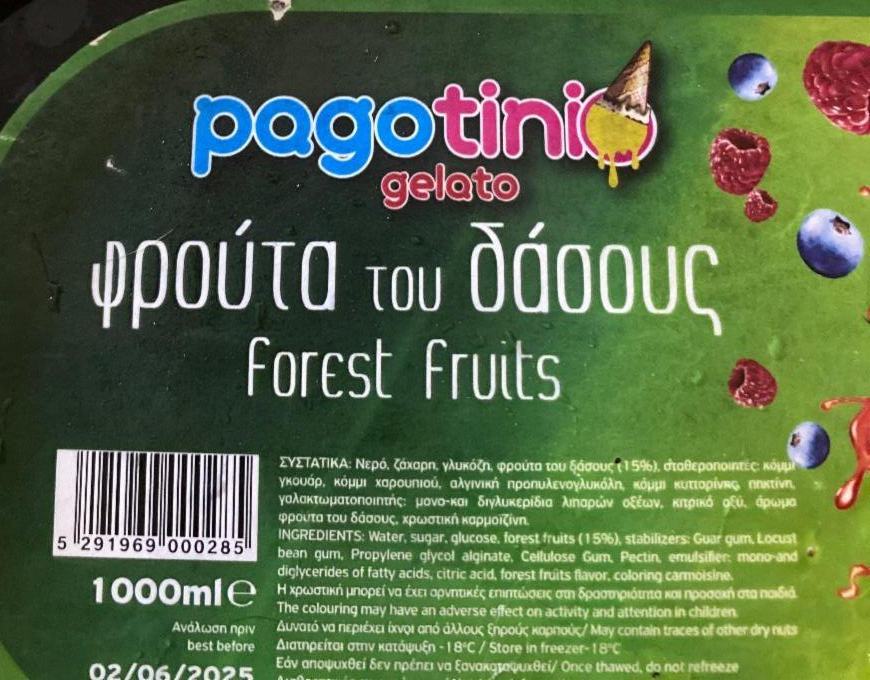 pagotinio
gelato
φρούτα του δάσους
Forest Fruits
ΣΥΣΤΑΤΙΚΑ: Νερό, ζάχαρη, γλυκόζη, φρούτα του δάσους (15%), σταθεροποιητές: κόμμι
γκουάρ, κόμμι χαρουπιού, αλγινική προπυλενογλυκόλη, κόμμι κυτταρίνης, πηκτίνη,
γαλακτωματοποιητής: μονο-και διγλυκερίδια λιπαρών οξέων, κιτρικό οξύ, άρωμα
φρούτα του δάσους, χρωστική καρμοϊζίνη.
INGREDIENTS: Water, sugar, glucose, forest fruits (15%), stabilizers: Guar gum, Locust
bean gum, Propylene glycol alginate, Cellulose Gum, Pectin, emulsifier: mono-and
diglycerides of fatty acids, citric acid, forest fruits flavor, coloring carmoisine.
Η χρωστική μπορεί να έχει αρνητικές επιπτώσεις στη δραστηριότητα και προσοχή στα παιδιά.
The colouring may have an adverse effect on activity and attention in children.
Δυνατό να περιέχει ίχνοι από άλλους ξηρούς καρπούς/ May contain traces of other dry nuts
Διατηρείται στην κατάψυξη -18°C / Store in freezer-18°C
Εάν αποψυχθεί δεν πρέπει να ξανακαταψυχθεί/ Once thawed, do not refreeze
5 291969 000285
1000ml e
Ανάλωση πριν
best before
02/06/2025